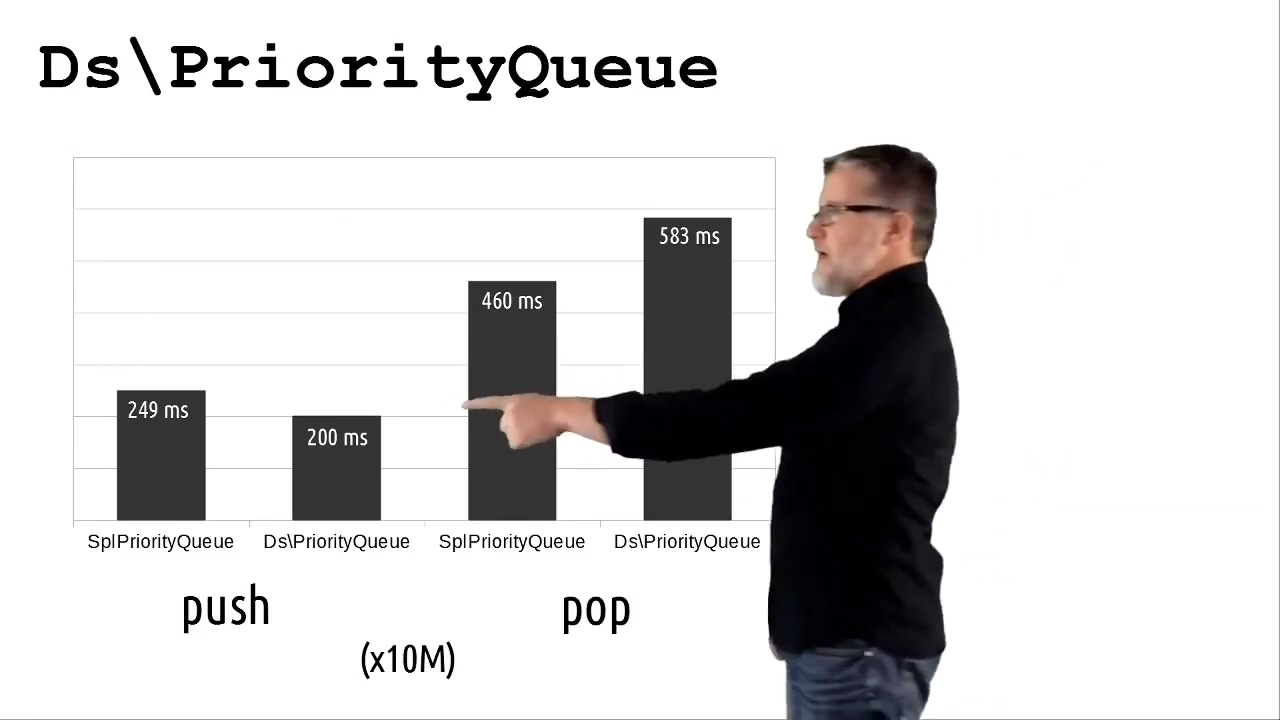 Ds\PriorityQueue
583 ms
460 ms
249 ms
200 ms
SplPriorityQueue Ds\PriorityQueue SplPriorityQueue Ds\PriorityQueue
push pop
(x10M)